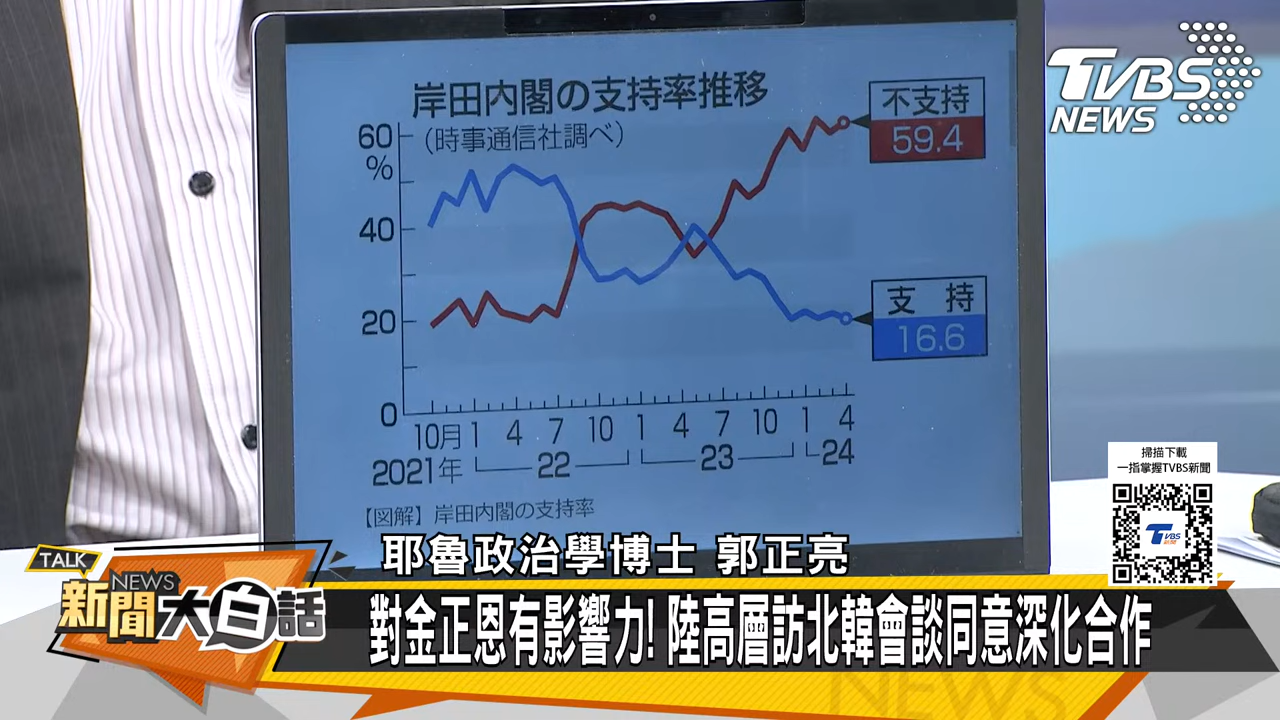 岸田内閣の支持率推移
(時事通信社調べ)
60
%
40
20
0
不支持
59.4
支 持
16.6
10月 1 4 7 10 1 4 7 10 1 4
2021年 22 23 24
【図解】岸田内閣の支持率
TVBS
NEWS
掃描下載
一指掌握TVBS新聞
TVBS
新聞
耶魯政治學博士 郭正亮
TALK
NEWS
新聞大白話
對金正恩有影響力! 陸高層訪北韓會談同意深化合作
NEWS